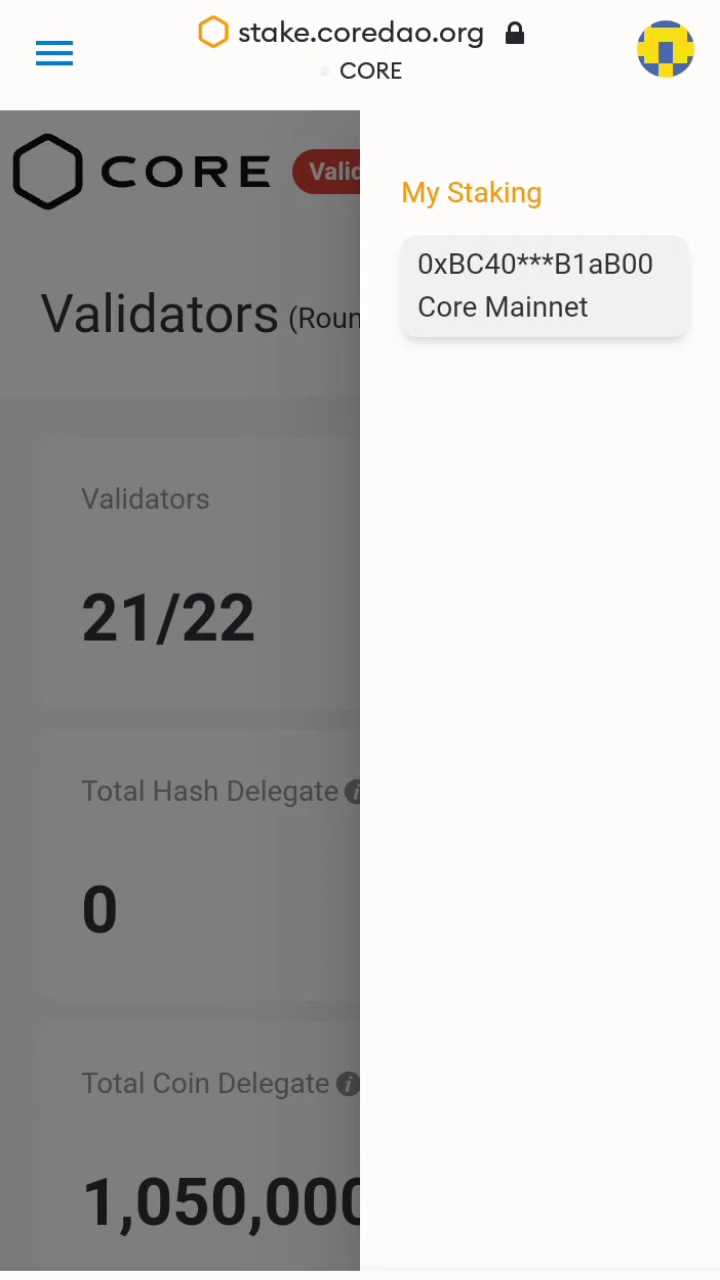 stake.coredao.org
CORE
CORE
My Staking
0xBC40***B1aB00
Core Mainnet
Validators
Validators
21/22
Total Hash Delegate
0
Total Coin Delegate